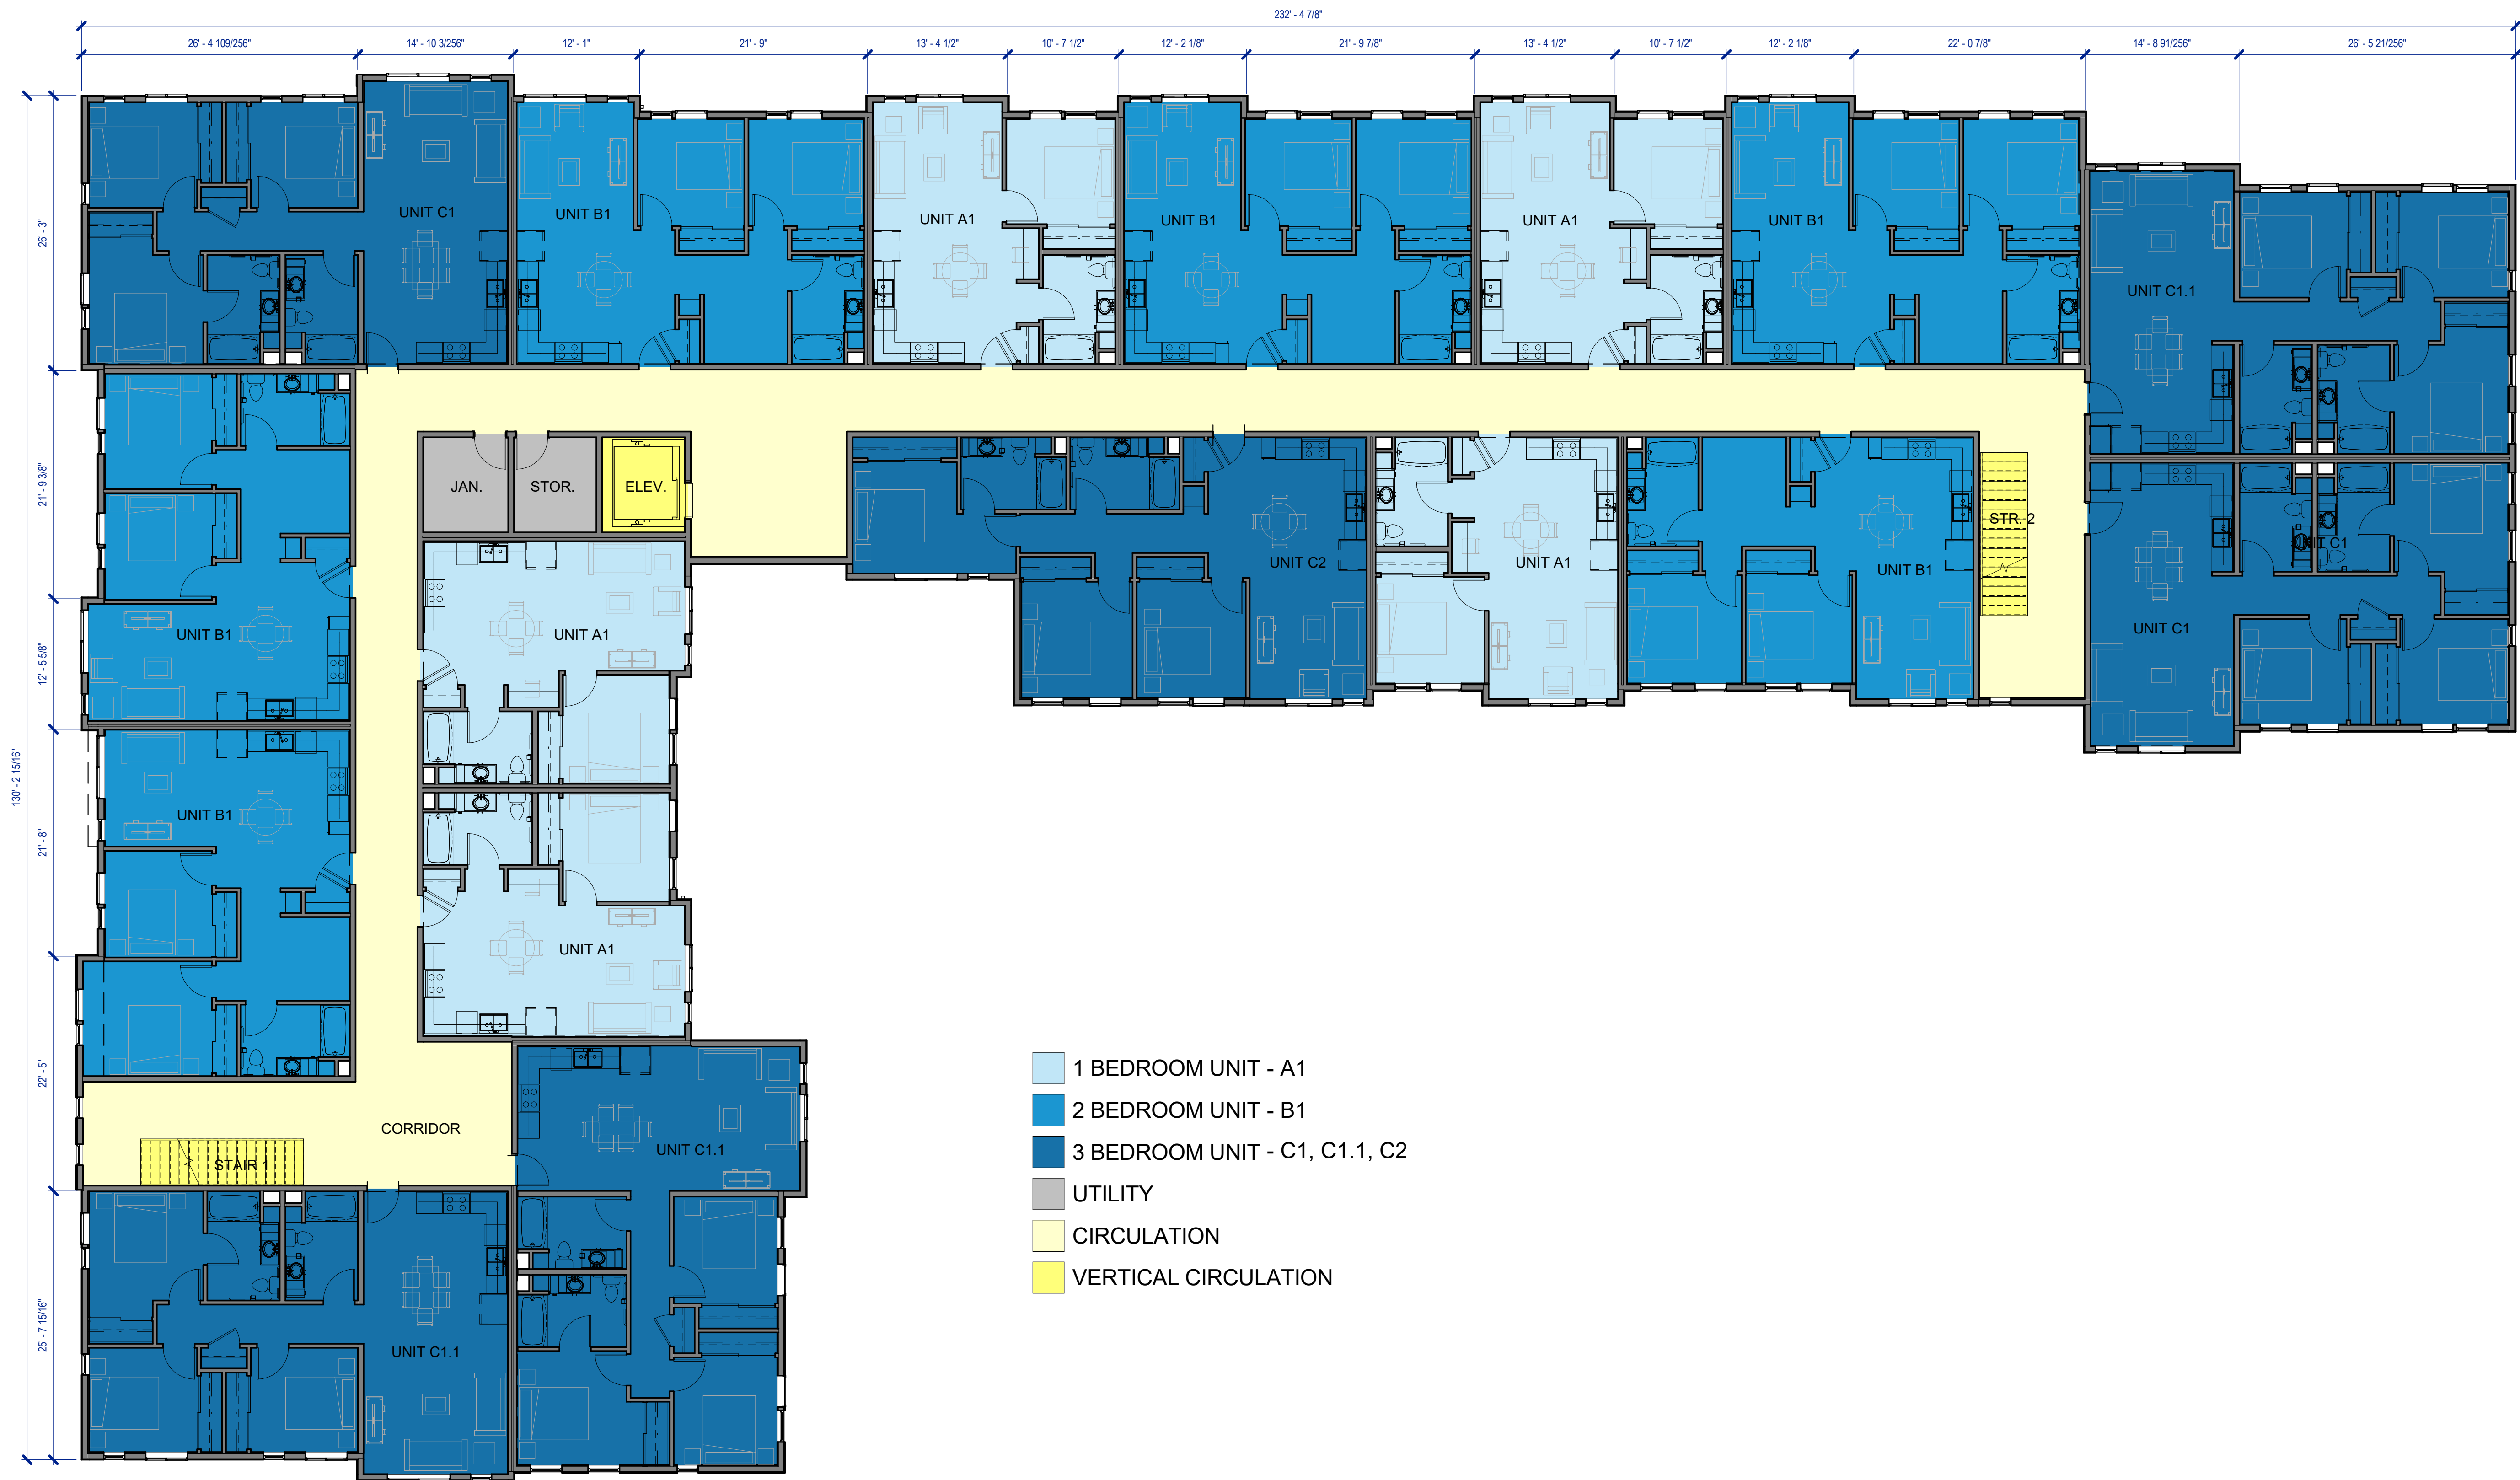 232' - 4 7/8"
26' - 4 109/256"
14' - 10 3/256"
12' - 1"
21' - 9"
13' - 4 1/2"
10' - 7 1/2"
12' - 2 1/8"
21' - 9 7/8"
13' - 4 1/2"
10' - 7 1/2"
12' - 2 1/8"
22' - 0 7/8"
14' - 8 91/256"
26' - 5 21/256"
26' - 3"
21' - 9 3/8"
12' - 5 5/8"
130' - 2 15/16"
21' - 8"
22' - 5"
25' - 7 15/16"
UNIT C1
UNIT B1
UNIT A1
UNIT B1
UNIT A1
UNIT B1
UNIT C1.1
JAN.
STOR.
ELEV.
STR. 2
UNIT C1
UNIT C2
UNIT A1
UNIT B1
UNIT C1
UNIT B1
UNIT A1
UNIT B1
UNIT A1
CORRIDOR
STAIR 1
UNIT C1.1
UNIT C1.1
1 BEDROOM UNIT - A1
2 BEDROOM UNIT - B1
3 BEDROOM UNIT - C1, C1.1, C2
UTILITY
CIRCULATION
VERTICAL CIRCULATION